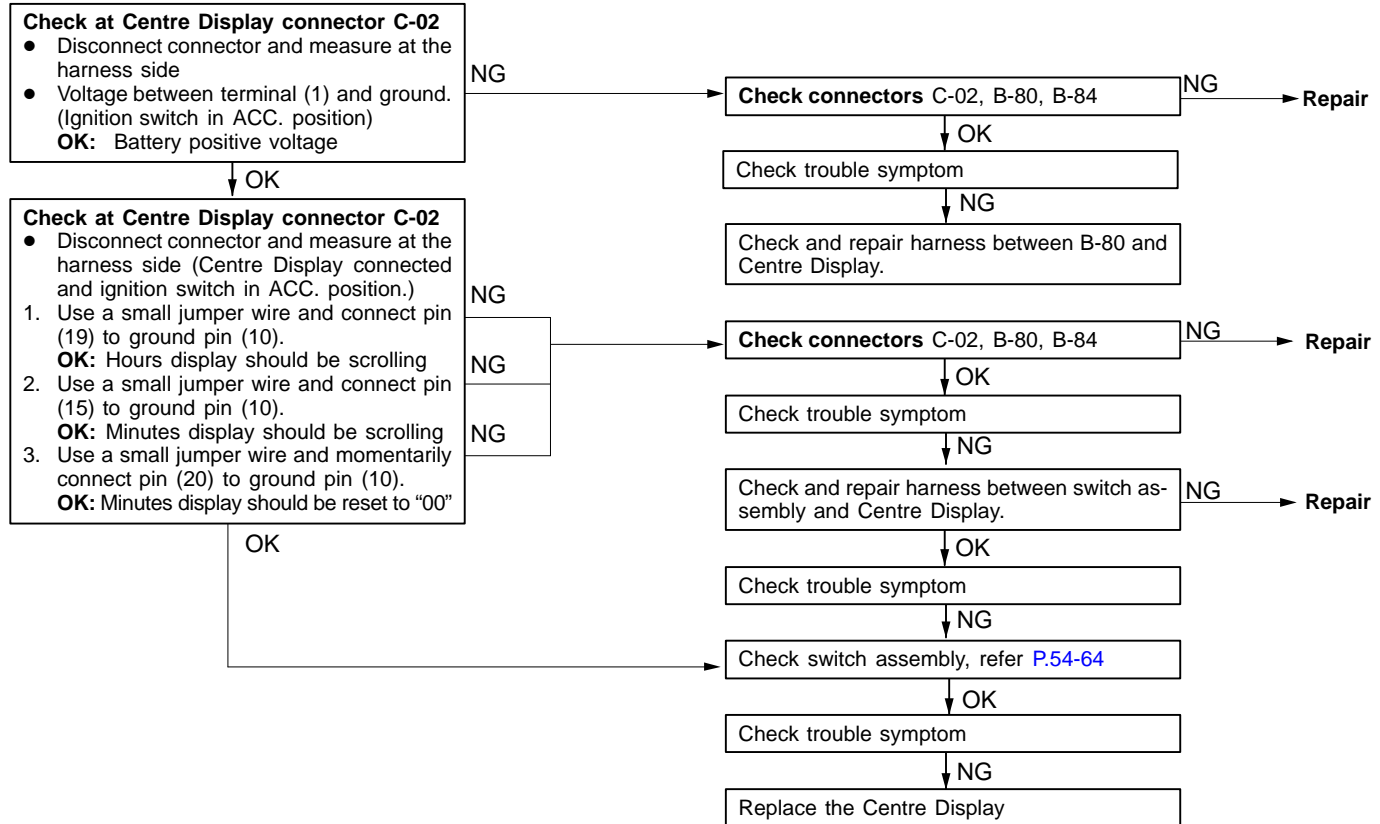 Check at Centre Display connector C-02
● Disconnect connector and measure at the
harness side
● Voltage between terminal (1) and ground.
(Ignition switch in ACC. position)
OK: Battery positive voltage
NG
Check connectors C-02, B-80, B-84
NG
Repair
OK
Check trouble symptom
NG
Check and repair harness between B-80 and
Centre Display.
OK
Check at Centre Display connector C-02
● Disconnect connector and measure at the
harness side (Centre Display connected
and ignition switch in ACC. position.)
1. Use a small jumper wire and connect pin
(19) to ground pin (10).
OK: Hours display should be scrolling
2. Use a small jumper wire and connect pin
(15) to ground pin (10).
OK: Minutes display should be scrolling
3. Use a small jumper wire and momentarily
connect pin (20) to ground pin (10).
OK: Minutes display should be reset to “00”
NG
NG
NG
Check connectors C-02, B-80, B-84
NG
Repair
OK
Check trouble symptom
NG
Check and repair harness between switch as-
sembly and Centre Display.
NG
Repair
OK
Check trouble symptom
NG
OK
Check switch assembly, refer P.54-64
OK
Check trouble symptom
NG
Replace the Centre Display